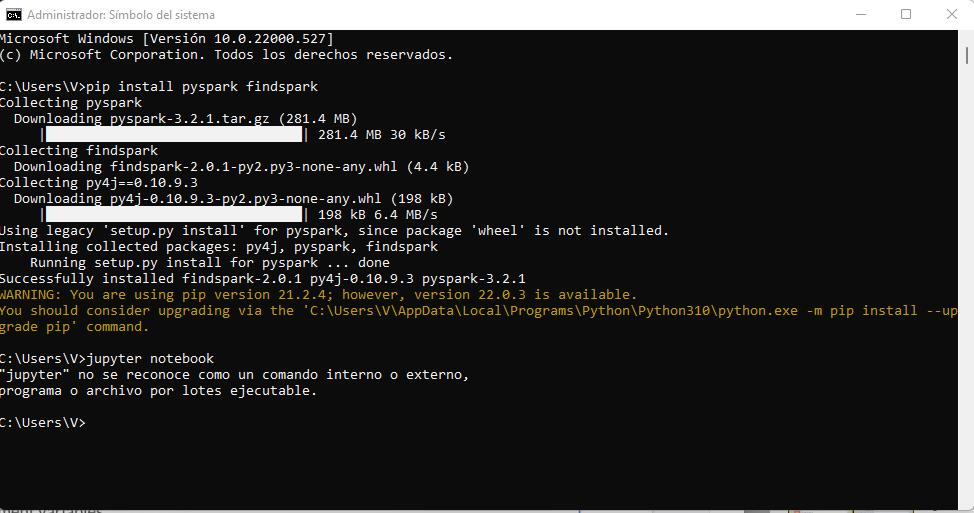 Administrador: Símbolo del sistema
Microsoft Windows [Versión 10.0.22000.527]
(c) Microsoft Corporation. Todos los derechos reservados.
C:\Users\V>pip install pyspark findspark
Collecting pyspark
Downloading pyspark-3.2.1.tar.gz (281.4 MB)
|████████████████████████████████| 281.4 MB 30 kB/s
Collecting findspark
Downloading findspark-2.0.1-py2.py3-none-any.whl (4.4 kB)
Collecting py4j==0.10.9.3
Downloading py4j-0.10.9.3-py2.py3-none-any.whl (198 kB)
|████████████████████████████████| 198 kB 6.4 MB/s
Using legacy 'setup.py install' for pyspark, since package 'wheel' is not installed.
Installing collected packages: py4j, pyspark, findspark
Running setup.py install for pyspark ... done
Successfully installed findspark-2.0.1 py4j-0.10.9.3 pyspark-3.2.1
WARNING: You are using pip version 21.2.4; however, version 22.0.3 is available.
You should consider upgrading via the 'C:\Users\V\AppData\Local\Programs\Python\Python310\python.exe -m pip install --up
grade pip' command.
C:\Users\V>jupyter notebook
"jupyter" no se reconoce como un comando interno o externo,
programa o archivo por lotes ejecutable.
C:\Users\V>